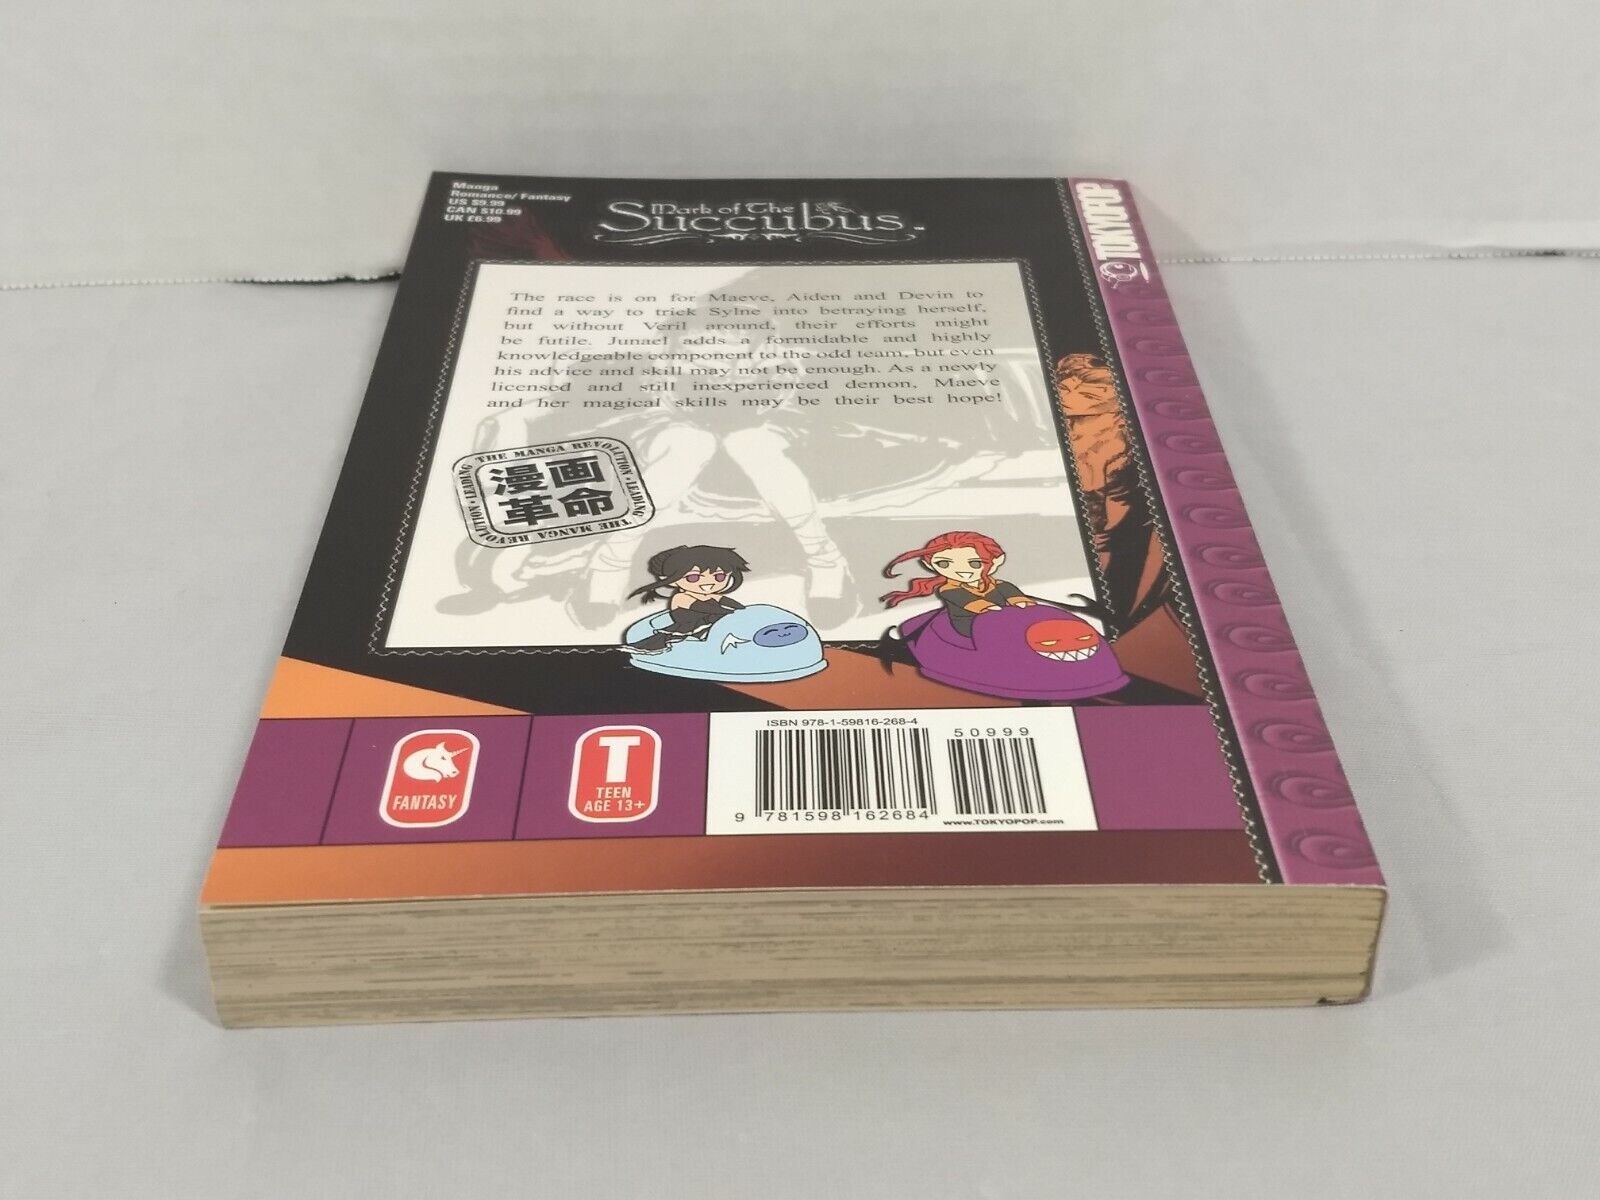 Manga
Romance/ Fantasy
US $9.99
CAN $10.99
UK £6.99
Mark of The
Succubus
TOKYOPOP
The race is on for Maeve, Aiden and Devin to
find a way to trick Sylne into betraying herself,
but without Veril around, their efforts might
be futile. Junael adds a formidable and highly
knowledgeable component to the odd team, but even
his advice and skill may not be enough. As a newly
licensed and still inexperienced demon, Maeve
and her magical skills may be their best hope!
LEADING THE MANGA REVOLUTION • LEADING THE MANGA REVOLUTION •
漫画
革命
FANTASY
T
TEEN
AGE 13+
ISBN 978-1-59816-268-4
50999
9 781598 162684
www.TOKYOPOP.com